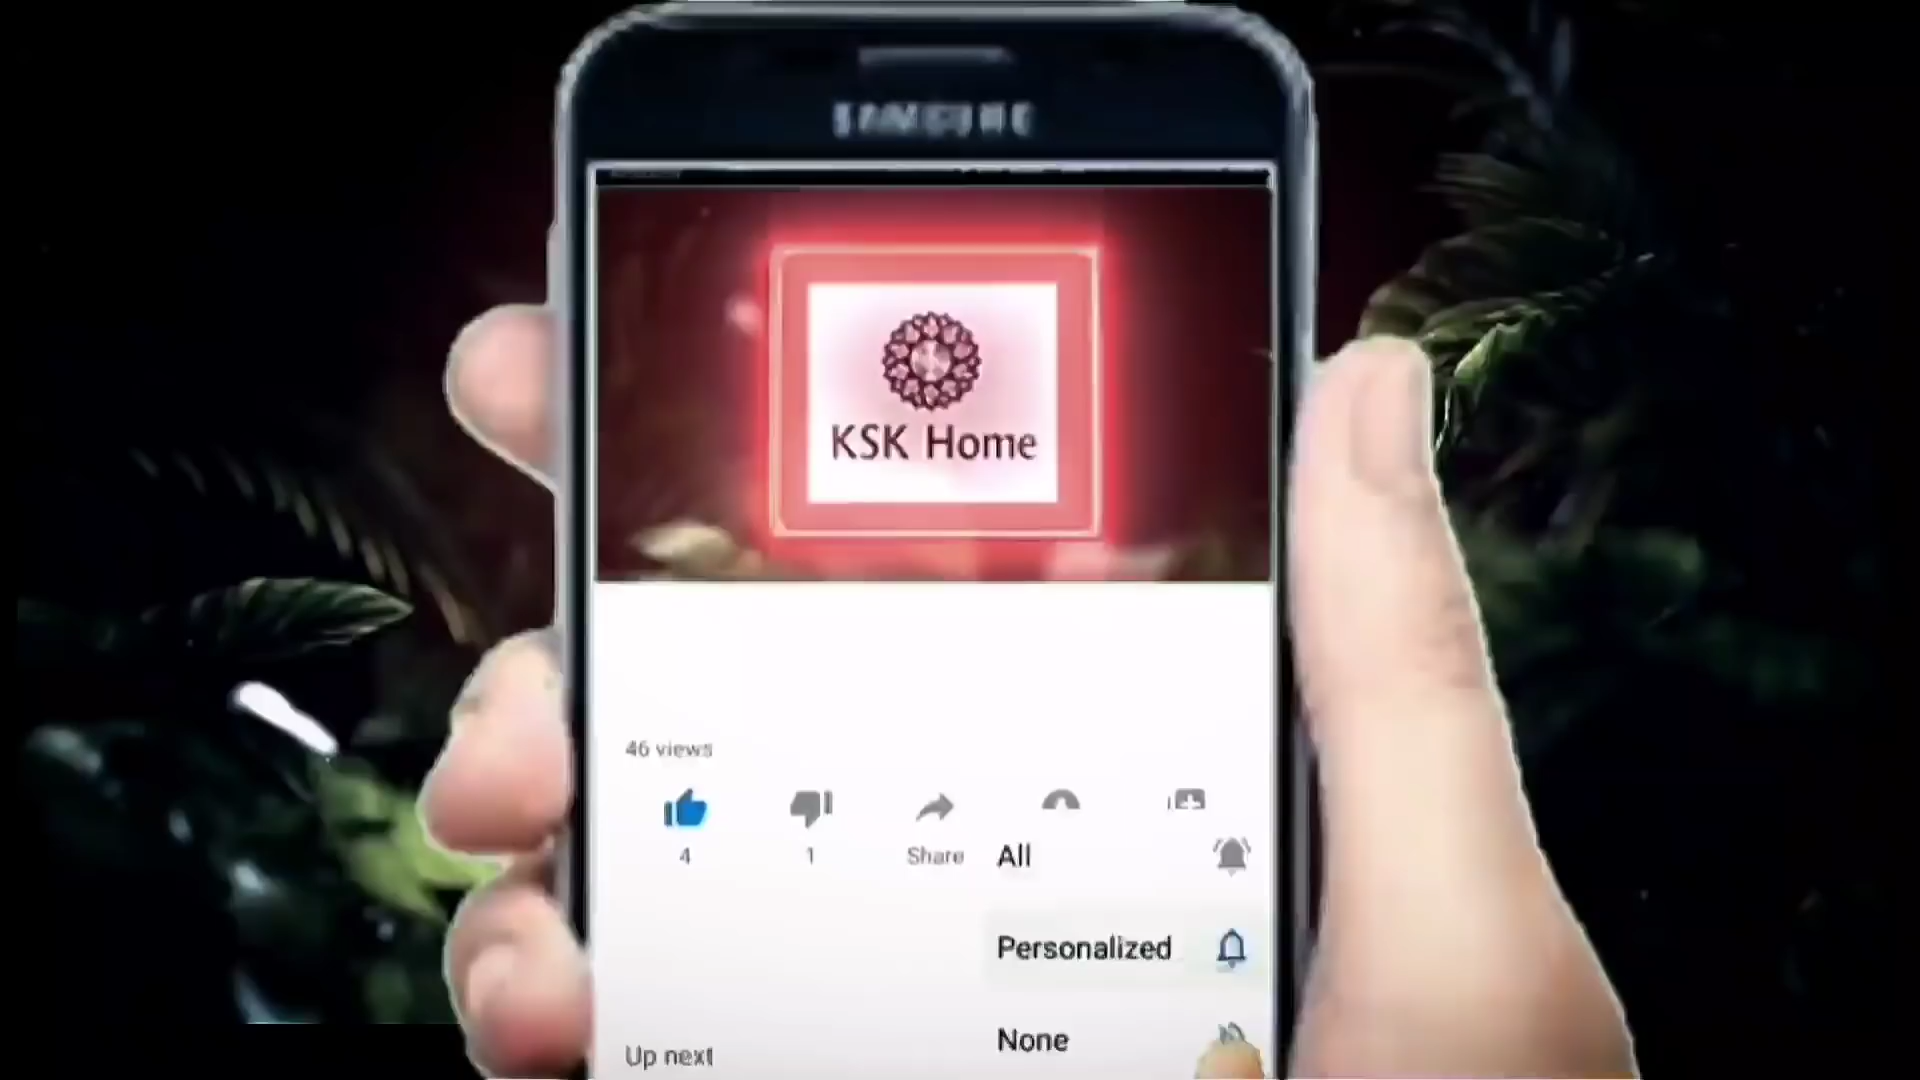 SAMSUNG
KSK Home
46 views
4
1
Share
All
Personalized
None
Up next